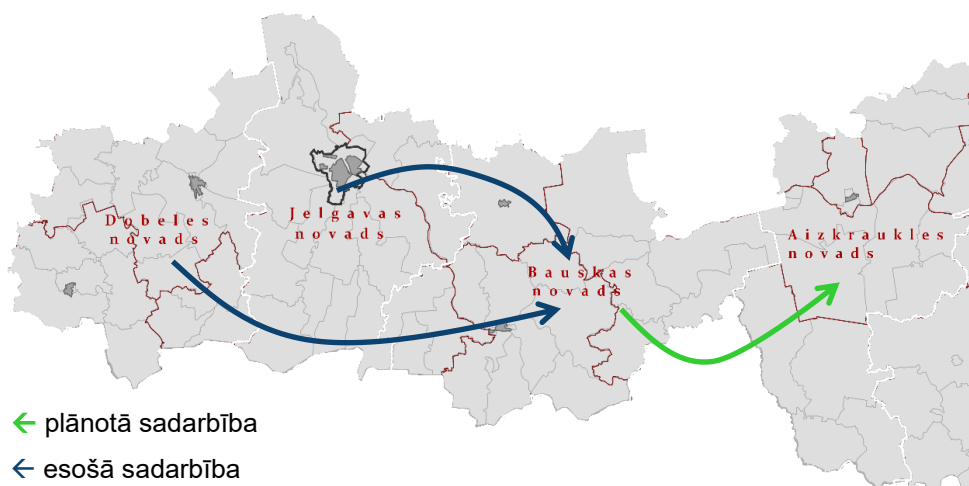 Dobeles
novads
Jelgavas
novads
Bauskas
novads
Aizkraukles
novads
plānotā sadarbība
esošā sadarbība